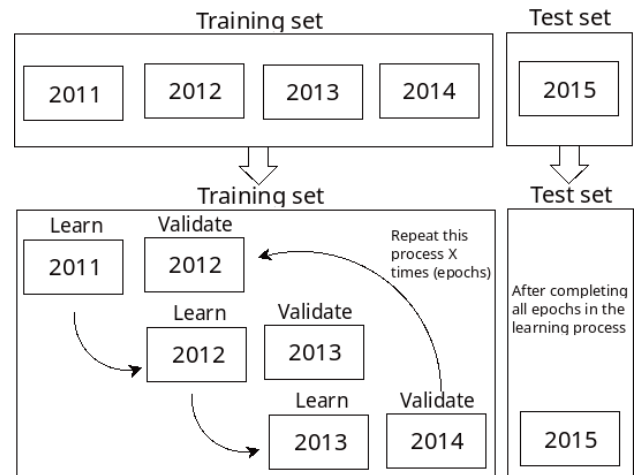 Training set
Test set
2011
2012
2013
2014
2015
Training set
Test set
Learn
Validate
2011
2012
Repeat this
process X
times (epochs)
Learn
Validate
2012
2013
Learn
Validate
2013
2014
After completing
all epochs in the
learning process
2015